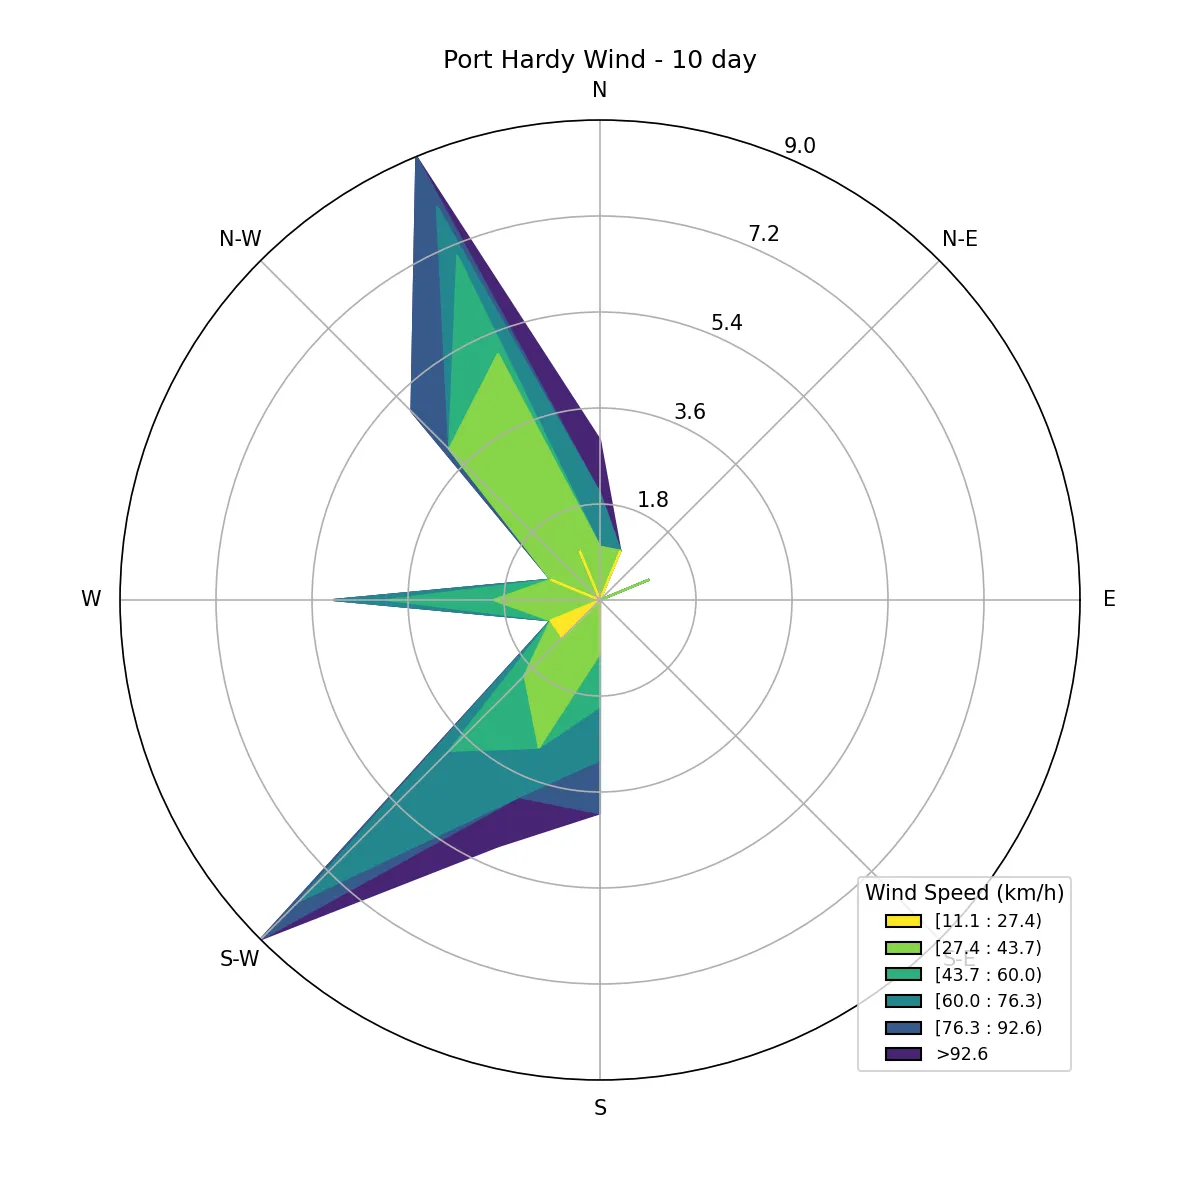 Port Hardy Wind - 10 day
N
9.0
N-W
N-E
7.2
5.4
3.6
1.8
W
E
S-W
S-E
S
Wind Speed (km/h)
[11.1 : 27.4)
[27.4 : 43.7)
[43.7 : 60.0)
[60.0 : 76.3)
[76.3 : 92.6)
>92.6